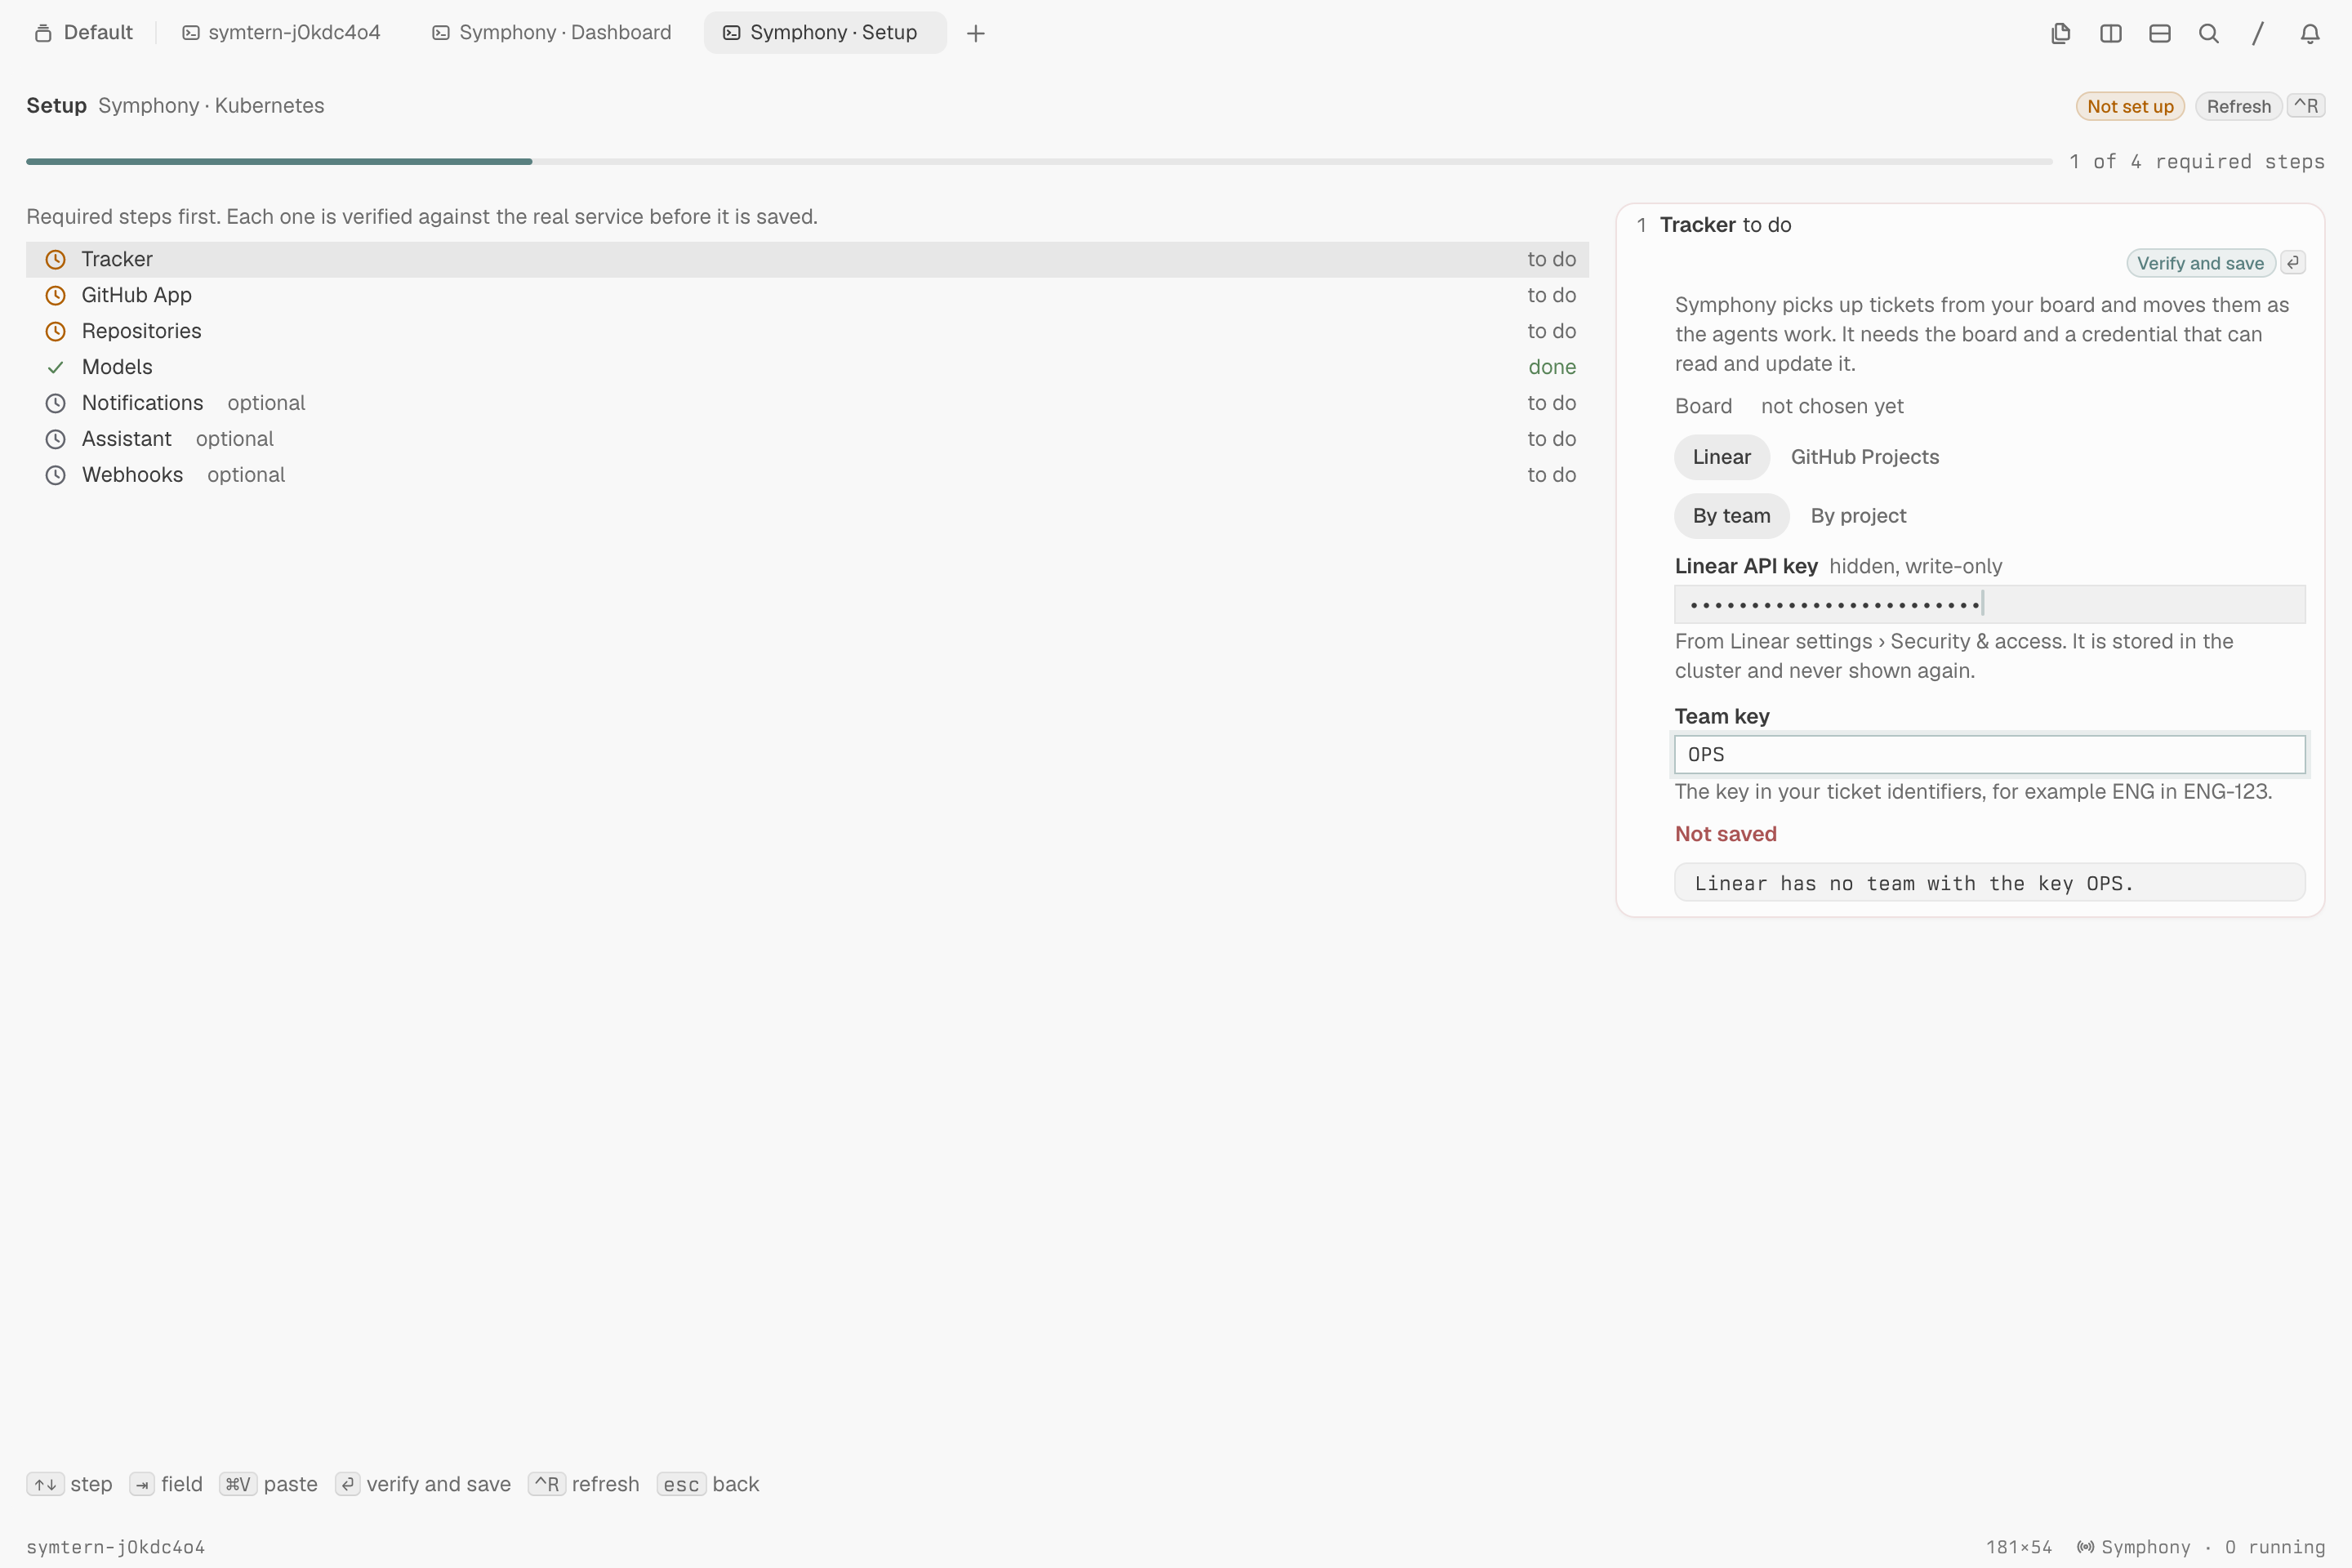 Default symtern-j0kdc4o4 Symphony · Dashboard Symphony · Setup
Setup Symphony · Kubernetes
Not set up Refresh ^R
1 of 4 required steps
Required steps first. Each one is verified against the real service before it is saved.
Tracker to do
GitHub App to do
Repositories to do
Models done
Notifications optional to do
Assistant optional to do
Webhooks optional to do
1 Tracker to do
Verify and save
Symphony picks up tickets from your board and moves them as
the agents work. It needs the board and a credential that can
read and update it.
Board not chosen yet
Linear GitHub Projects
By team By project
Linear API key hidden, write-only
••••••••••••••••••••••••
From Linear settings › Security & access. It is stored in the
cluster and never shown again.
Team key
OPS
The key in your ticket identifiers, for example ENG in ENG-123.
Not saved
Linear has no team with the key OPS.
↑↓ step ⇥ field ⌘V paste ⏎ verify and save ^R refresh esc back
symtern-j0kdc4o4
181×54 Symphony · 0 running